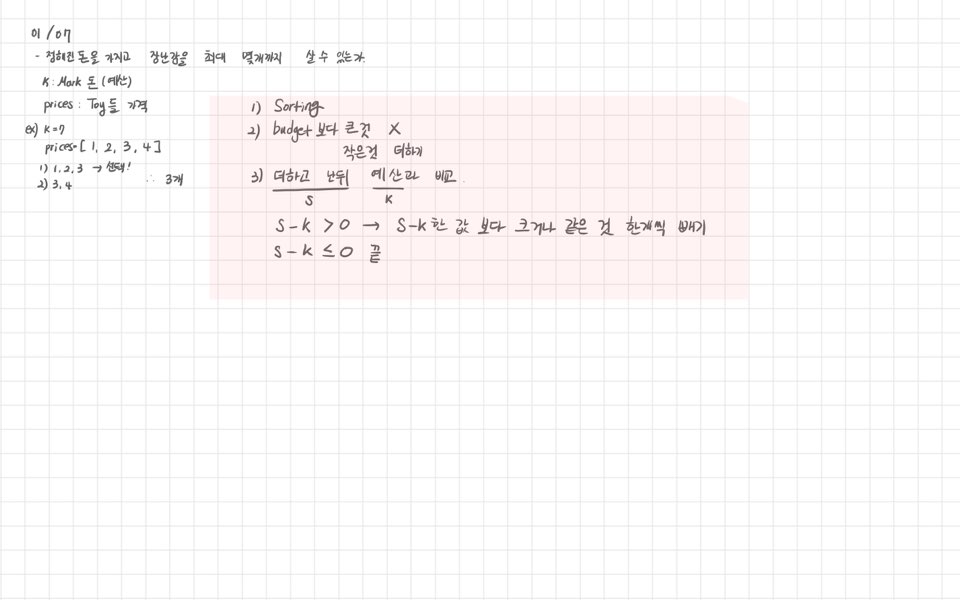 01/07
- 정해진 돈을 가지고 장난감을 최대 몇개까지 살 수 있는가.
K : Mark 돈 (예산)
prices : Toy들 가격
ex) K=7
prices=[ 1, 2, 3, 4 ]
1) 1, 2, 3 → 선택!
2) 3, 4
∴ 3개
1) Sorting
2) budget 보다 큰것 X
작은것 더하기
3) 더하고 난뒤 예산과 비교.
S K
S - K > 0 → S-K 한 값 보다 크거나 같은 것 한개씩 빼기
S - K ≤ 0 끝